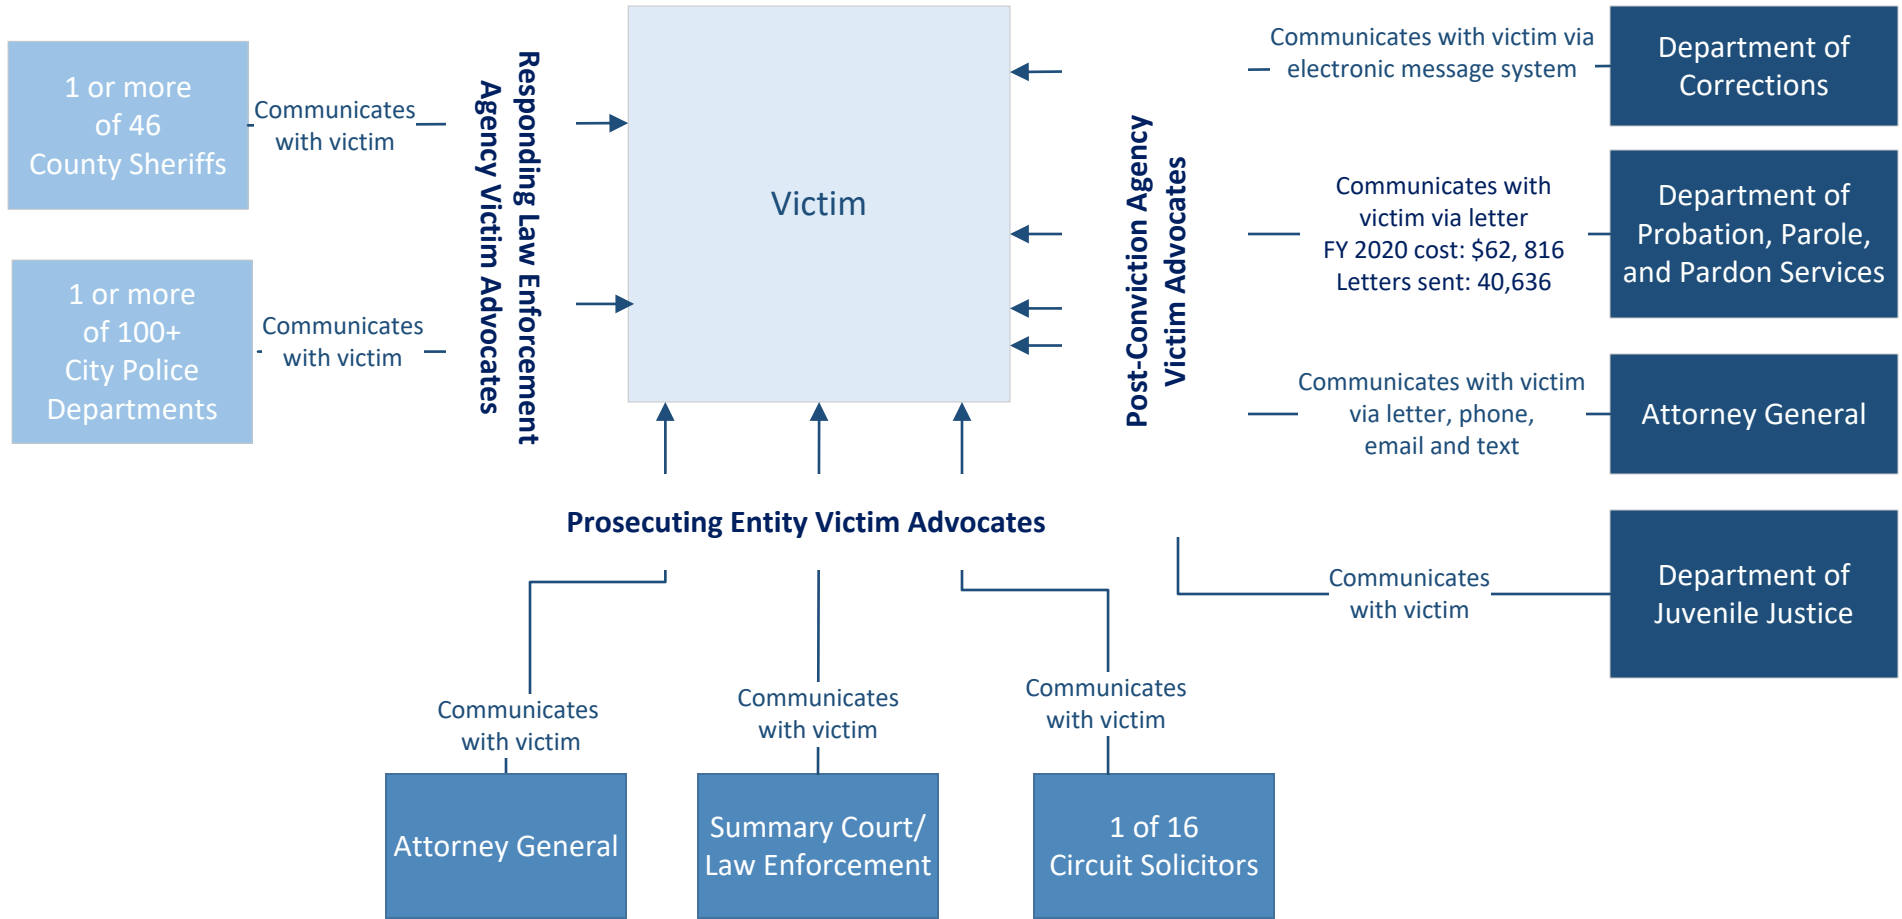 1 or more
of 46
County Sheriffs
Communicates
with victim
1 or more
of 100+
City Police
Departments
Communicates
with victim
Responding Law Enforcement
Agency Victim Advocates
Victim
Post-Conviction Agency
Victim Advocates
Communicates with victim via
electronic message system
Department of
Corrections
Communicates with
victim via letter
FY 2020 cost: $62, 816
Letters sent: 40,636
Department of
Probation, Parole,
and Pardon Services
Communicates with victim
via letter, phone,
email and text
Attorney General
Communicates
with victim
Department of
Juvenile Justice
Prosecuting Entity Victim Advocates
Communicates
with victim
Attorney General
Communicates
with victim
Summary Court/
Law Enforcement
Communicates
with victim
1 of 16
Circuit Solicitors